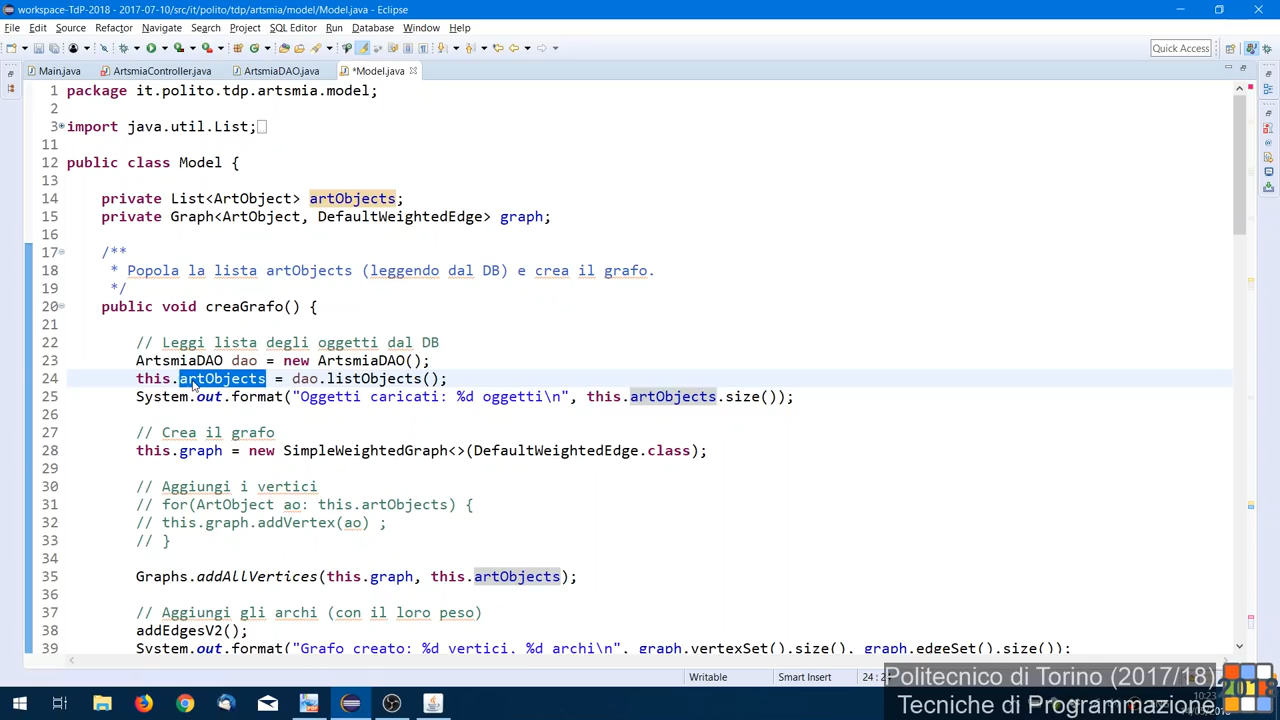 workspace-TdP-2018 - 2017-07-10/src/it/polito/tdp/artsmia/model/Model.java - Eclipse
File Edit Source Refactor Navigate Search Project SQL Editor Run Database Window Help
Quick Access
Main.java ArtsmiaController.java ArtsmiaDAO.java *Model.java
1 package it.polito.tdp.artsmia.model;
2
3 import java.util.List;
11
12 public class Model {
13
14 private List<ArtObject> artObjects;
15 private Graph<ArtObject, DefaultWeightedEdge> graph;
16
17 /**
18 * Popola la lista artObjects (leggendo dal DB) e crea il grafo.
19 */
20 public void creaGrafo() {
21
22 // Leggi lista degli oggetti dal DB
23 ArtsmiaDAO dao = new ArtsmiaDAO();
24 this.artObjects = dao.listObjects();
25 System.out.format("Oggetti caricati: %d oggetti\n", this.artObjects.size());
26
27 // Crea il grafo
28 this.graph = new SimpleWeightedGraph<>(DefaultWeightedEdge.class);
29
30 // Aggiungi i vertici
31 // for(ArtObject ao: this.artObjects) {
32 // this.graph.addVertex(ao) ;
33 // }
34
35 Graphs.addAllVertices(this.graph, this.artObjects);
36
37 // Aggiungi gli archi (con il loro peso)
38 addEdgesV2();
39 System.out.format("Grafo creato: %d vertici, %d archi\n", graph.vertexSet().size(), graph.edgeSet().size());
Writable Smart Insert 24 : 2
Politecnico di Torino (2017/18)
Tecniche di Programmazione
2018
10:23